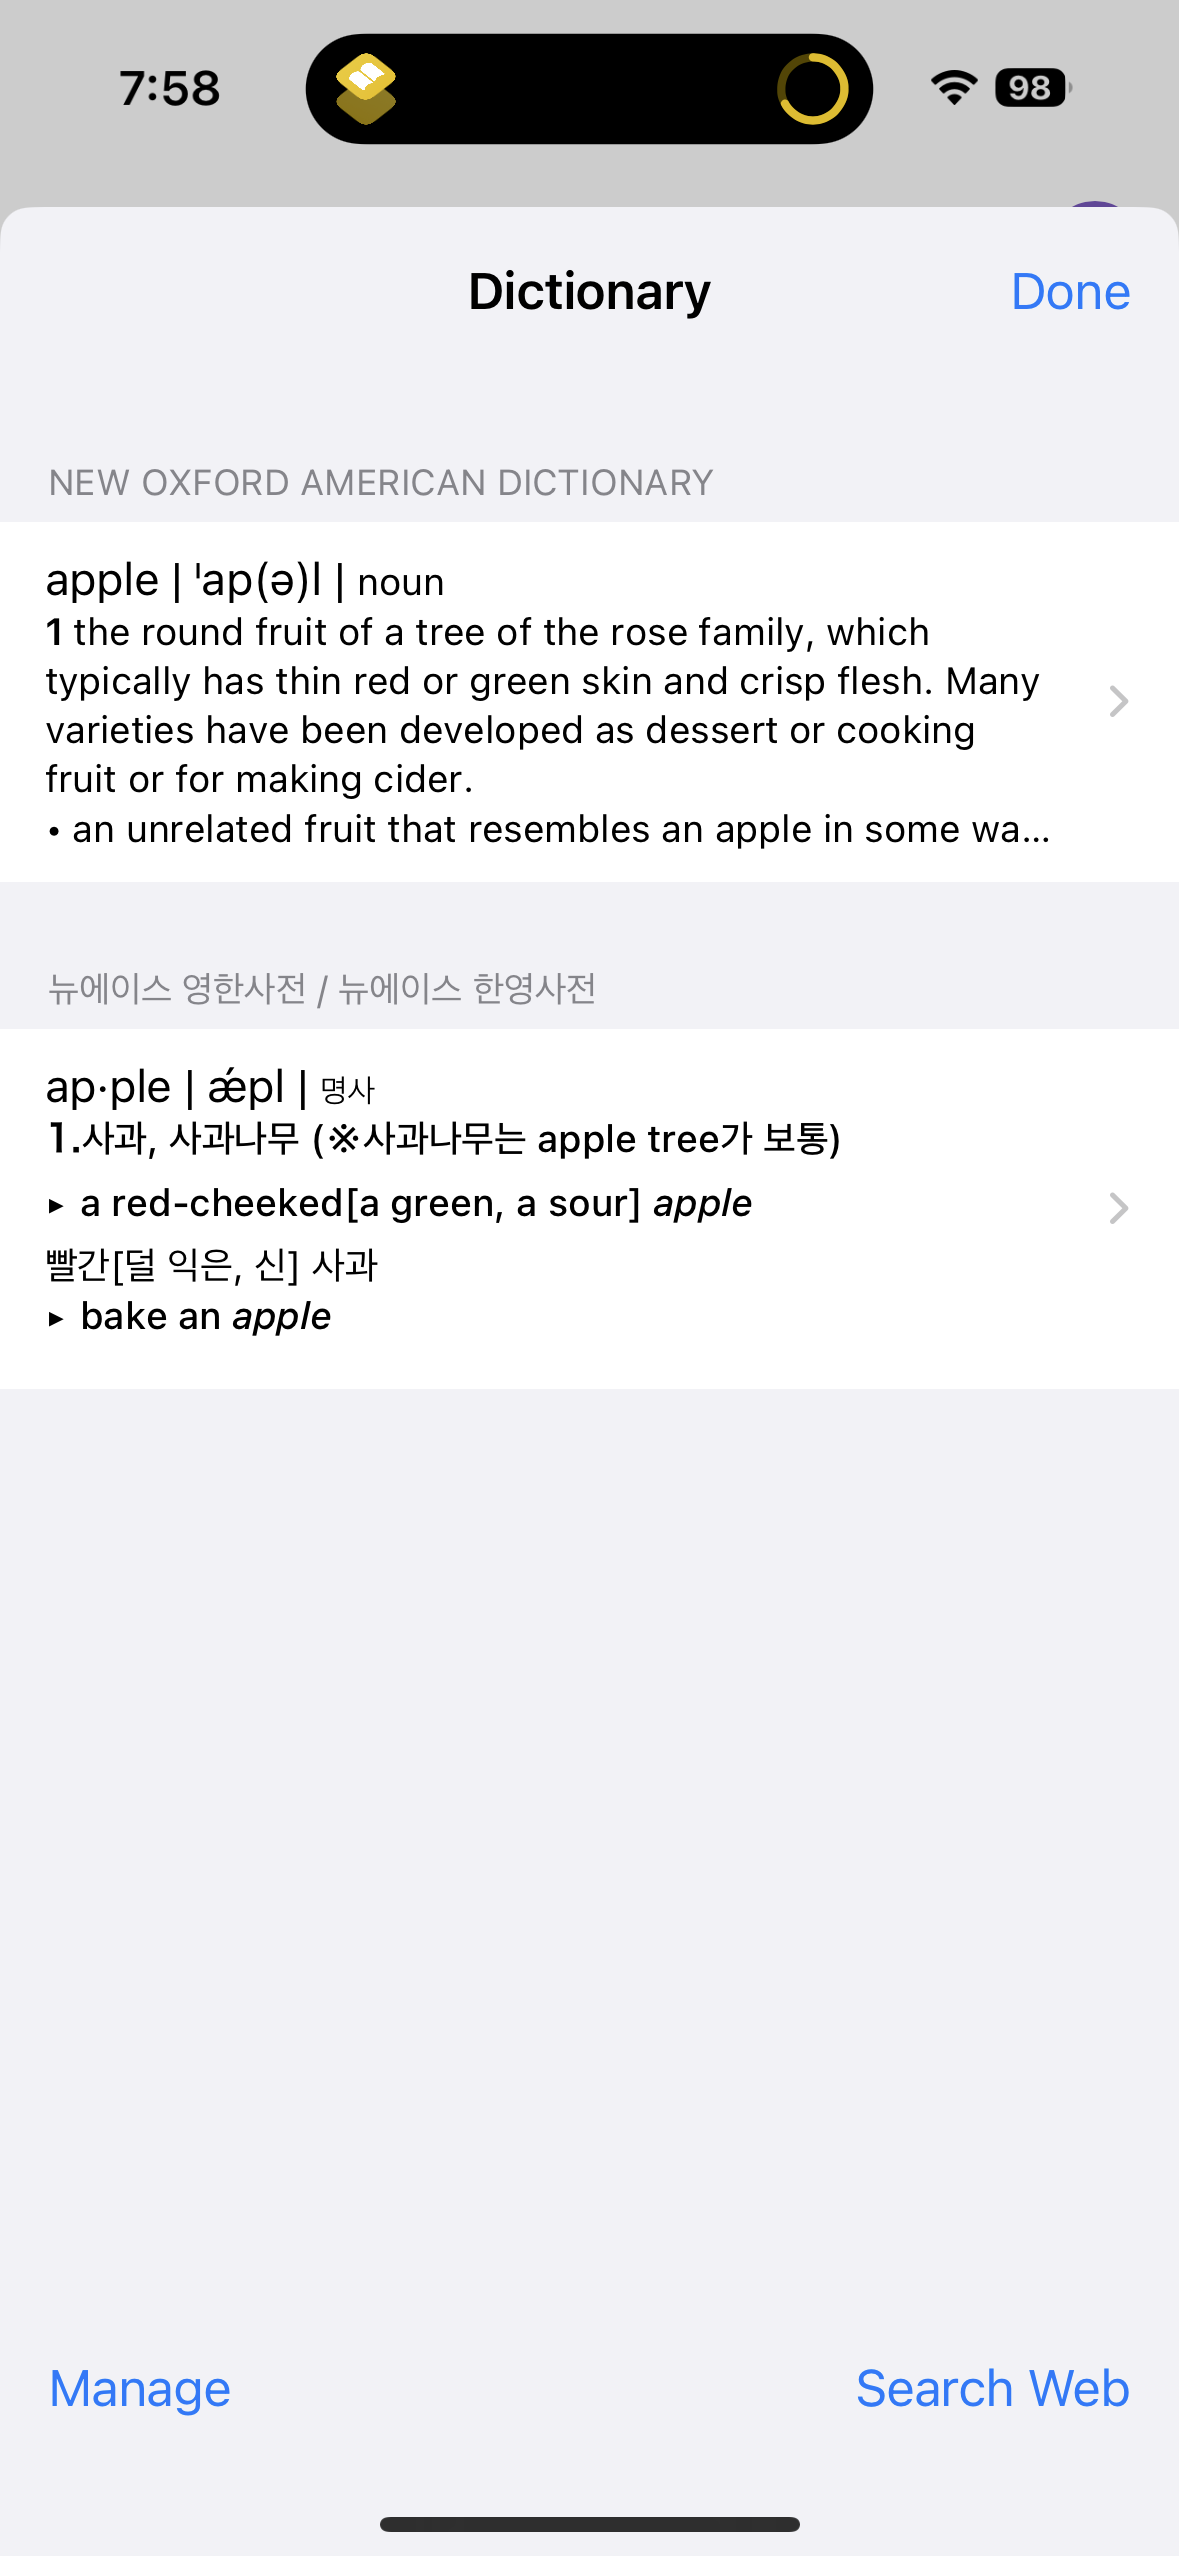 7:58
98
Dictionary
Done
NEW OXFORD AMERICAN DICTIONARY
apple | ˈap(ə)l | noun
1 the round fruit of a tree of the rose family, which
typically has thin red or green skin and crisp flesh. Many
varieties have been developed as dessert or cooking
fruit or for making cider.
• an unrelated fruit that resembles an apple in some wa...
뉴에이스 영한사전 / 뉴에이스 한영사전
ap·ple | ǽpl | 명사
1.사과, 사과나무 (※사과나무는 apple tree가 보통)
▸ a red-cheeked[a green, a sour] apple
빨간[덜 익은, 신] 사과
▸ bake an apple
Manage
Search Web